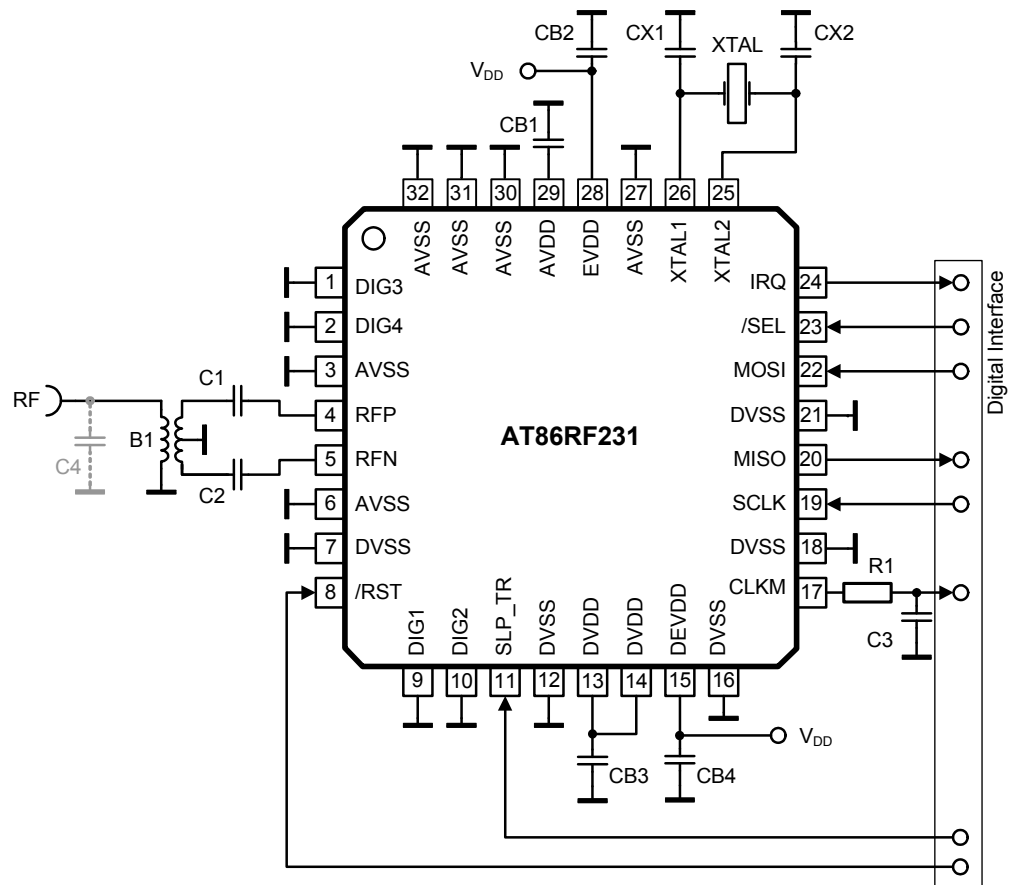 CB2
CX1
XTAL
CX2
VDD
CB1
32
31
30
29
28
27
26
25
AVSS
AVSS
AVSS
AVDD
EVDD
AVSS
XTAL1
XTAL2
1
DIG3
IRQ
24
2
DIG4
/SEL
23
3
AVSS
MOSI
22
RF
C1
4
RFP
DVSS
21
C4
B1
AT86RF231
C2
5
RFN
MISO
20
6
AVSS
SCLK
19
7
DVSS
DVSS
18
8
/RST
CLKM
17
R1
C3
Digital Interface
DIG1
DIG2
SLP_TR
DVSS
DVDD
DVDD
DEVDD
DVSS
9
10
11
12
13
14
15
16
VDD
CB3
CB4